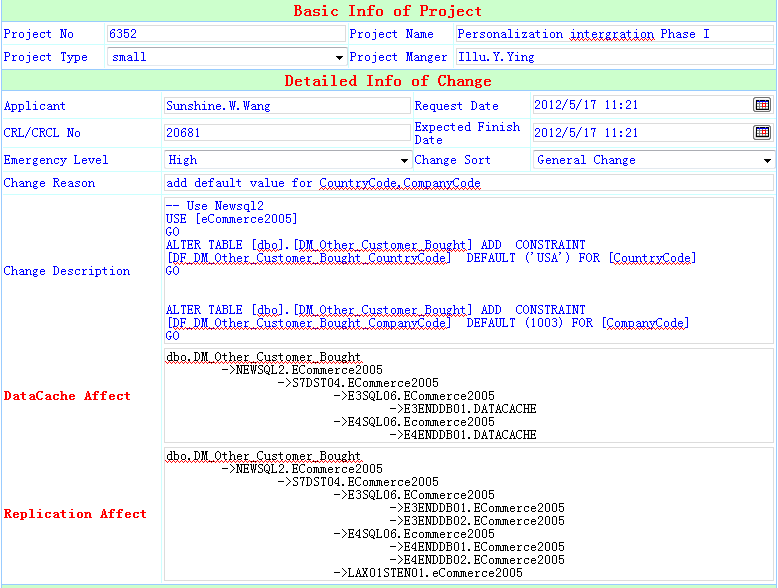 Basic Info of Project
Project No 6352 Project Name Personalization intergration Phase I
Project Type small Project Manger Illu.Y.Ying
Detailed Info of Change
Applicant Sunshine.W.Wang Request Date 2012/5/17 11:21
CRL/CRCL No 20681 Expected Finish Date 2012/5/17 11:21
Emergency Level High Change Sort General Change
Change Reason add default value for CountryCode,CompanyCode
Change Description
-- Use Newsql2
USE [eCommerce2005]
GO
ALTER TABLE [dbo].[DM_Other_Customer_Bought] ADD  CONSTRAINT
[DF_DM_Other_Customer_Bought_CountryCode]  DEFAULT ('USA') FOR [CountryCode]
GO
ALTER TABLE [dbo].[DM_Other_Customer_Bought] ADD  CONSTRAINT
[DF_DM_Other_Customer_Bought_CompanyCode]  DEFAULT (1003) FOR [CompanyCode]
GO
DataCache Affect
dbo.DM_Other_Customer_Bought
->NEWSQL2.ECommerce2005
->S7DST04.ECommerce2005
->E3SQL06.ECommerce2005
->E3ENDDB01.DATACACHE
->E4SQL06.Ecommerce2005
->E4ENDDB01.DATACACHE
Replication Affect
dbo.DM_Other_Customer_Bought
->NEWSQL2.ECommerce2005
->S7DST04.ECommerce2005
->E3SQL06.ECommerce2005
->E3ENDDB01.ECommerce2005
->E3ENDDB02.ECommerce2005
->E4SQL06.Ecommerce2005
->E4ENDDB01.ECommerce2005
->E4ENDDB02.ECommerce2005
->LAX01STEN01.eCommerce2005